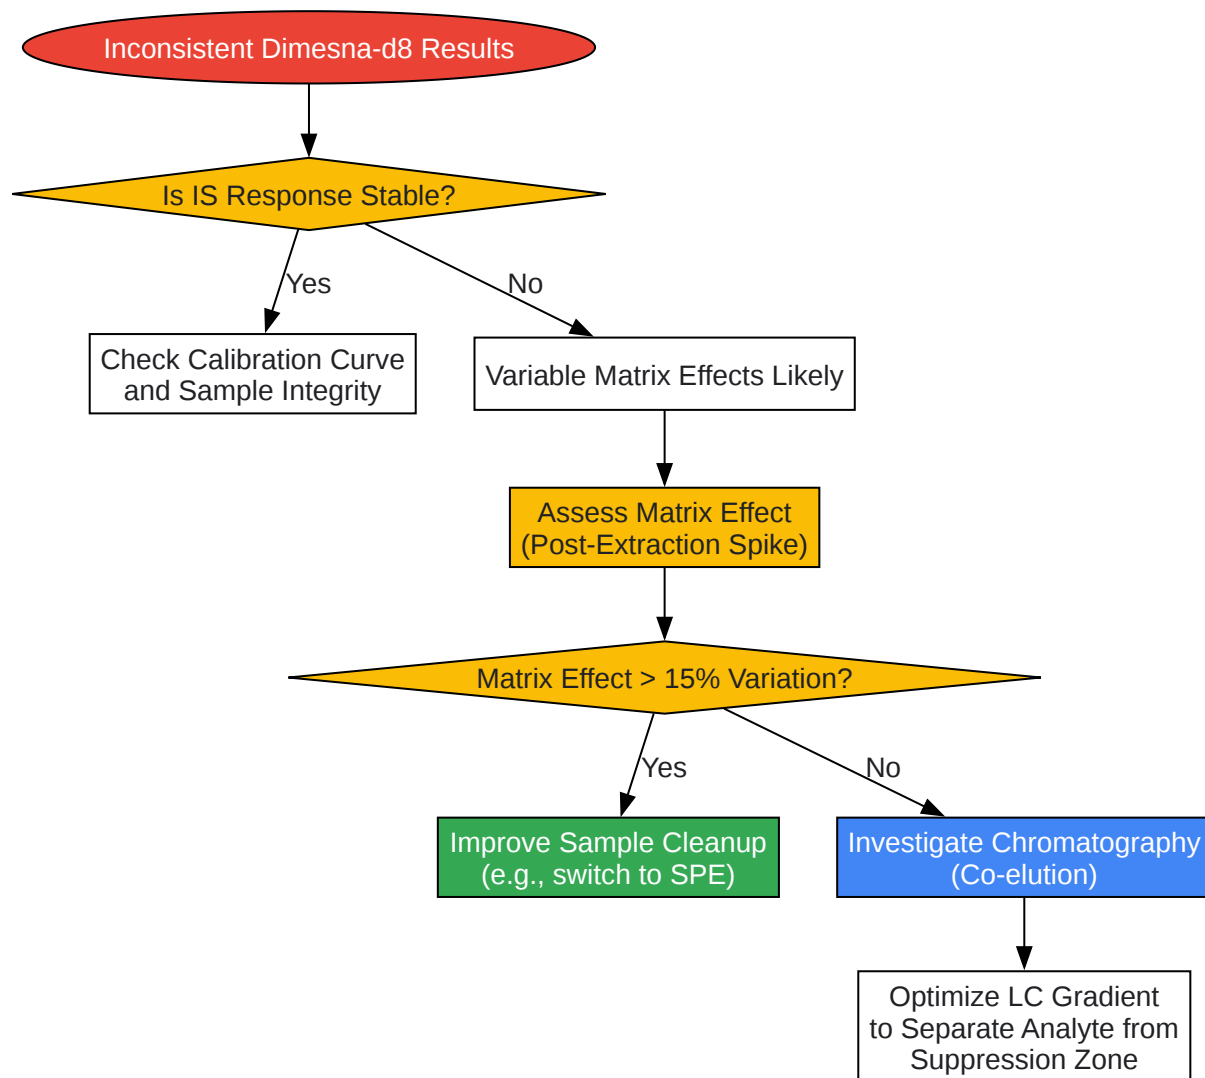 Inconsistent Dimesna-d8 Results
Is IS Response Stable?
Yes
No
Check Calibration Curve
and Sample Integrity
Variable Matrix Effects Likely
Assess Matrix Effect
(Post-Extraction Spike)
Matrix Effect > 15% Variation?
Yes
No
Improve Sample Cleanup
(e.g., switch to SPE)
Investigate Chromatography
(Co-elution)
Optimize LC Gradient
to Separate Analyte from
Suppression Zone